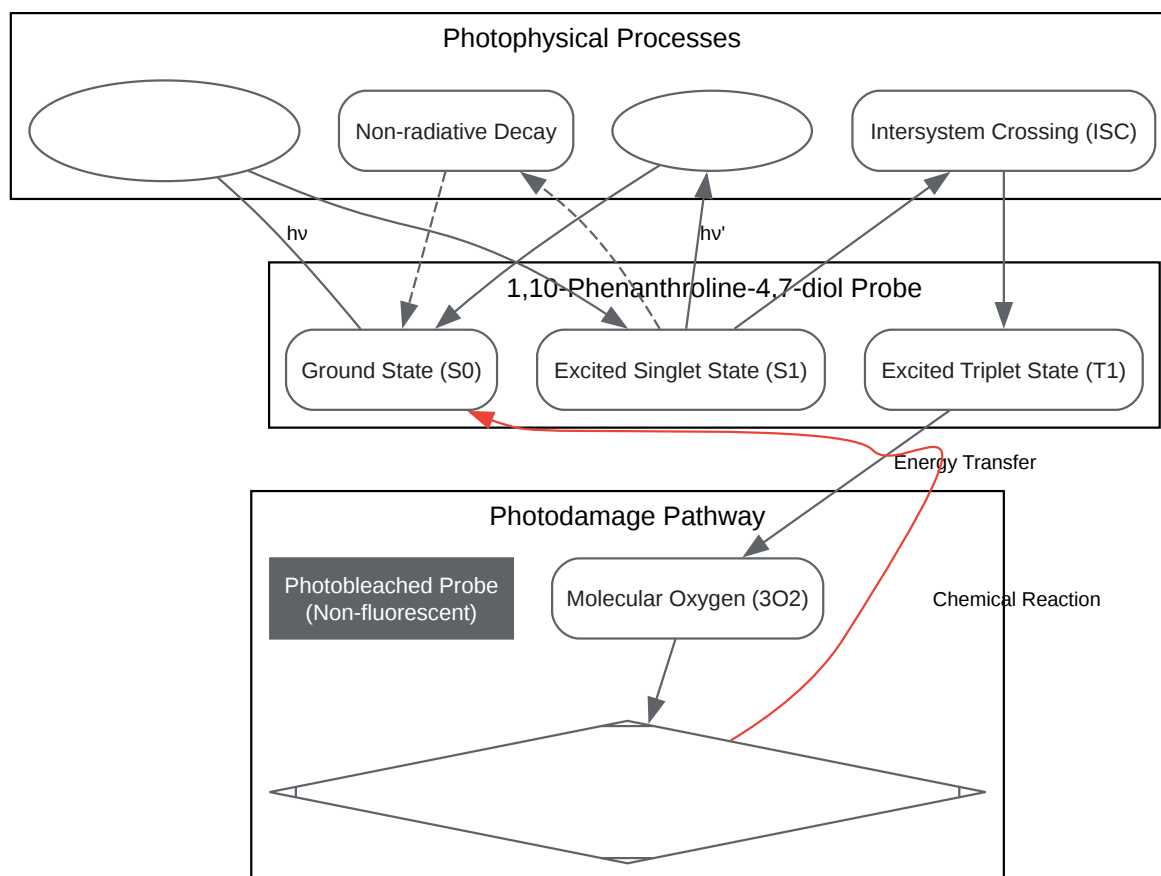 Photophysical Processes
Non-radiative Decay
Intersystem Crossing (ISC)
hν
hν'
1,10-Phenanthroline-4,7-diol Probe
Ground State (S0)
Excited Singlet State (S1)
Excited Triplet State (T1)
Energy Transfer
Photodamage Pathway
Photobleached Probe
(Non-fluorescent)
Molecular Oxygen (3O2)
Chemical Reaction